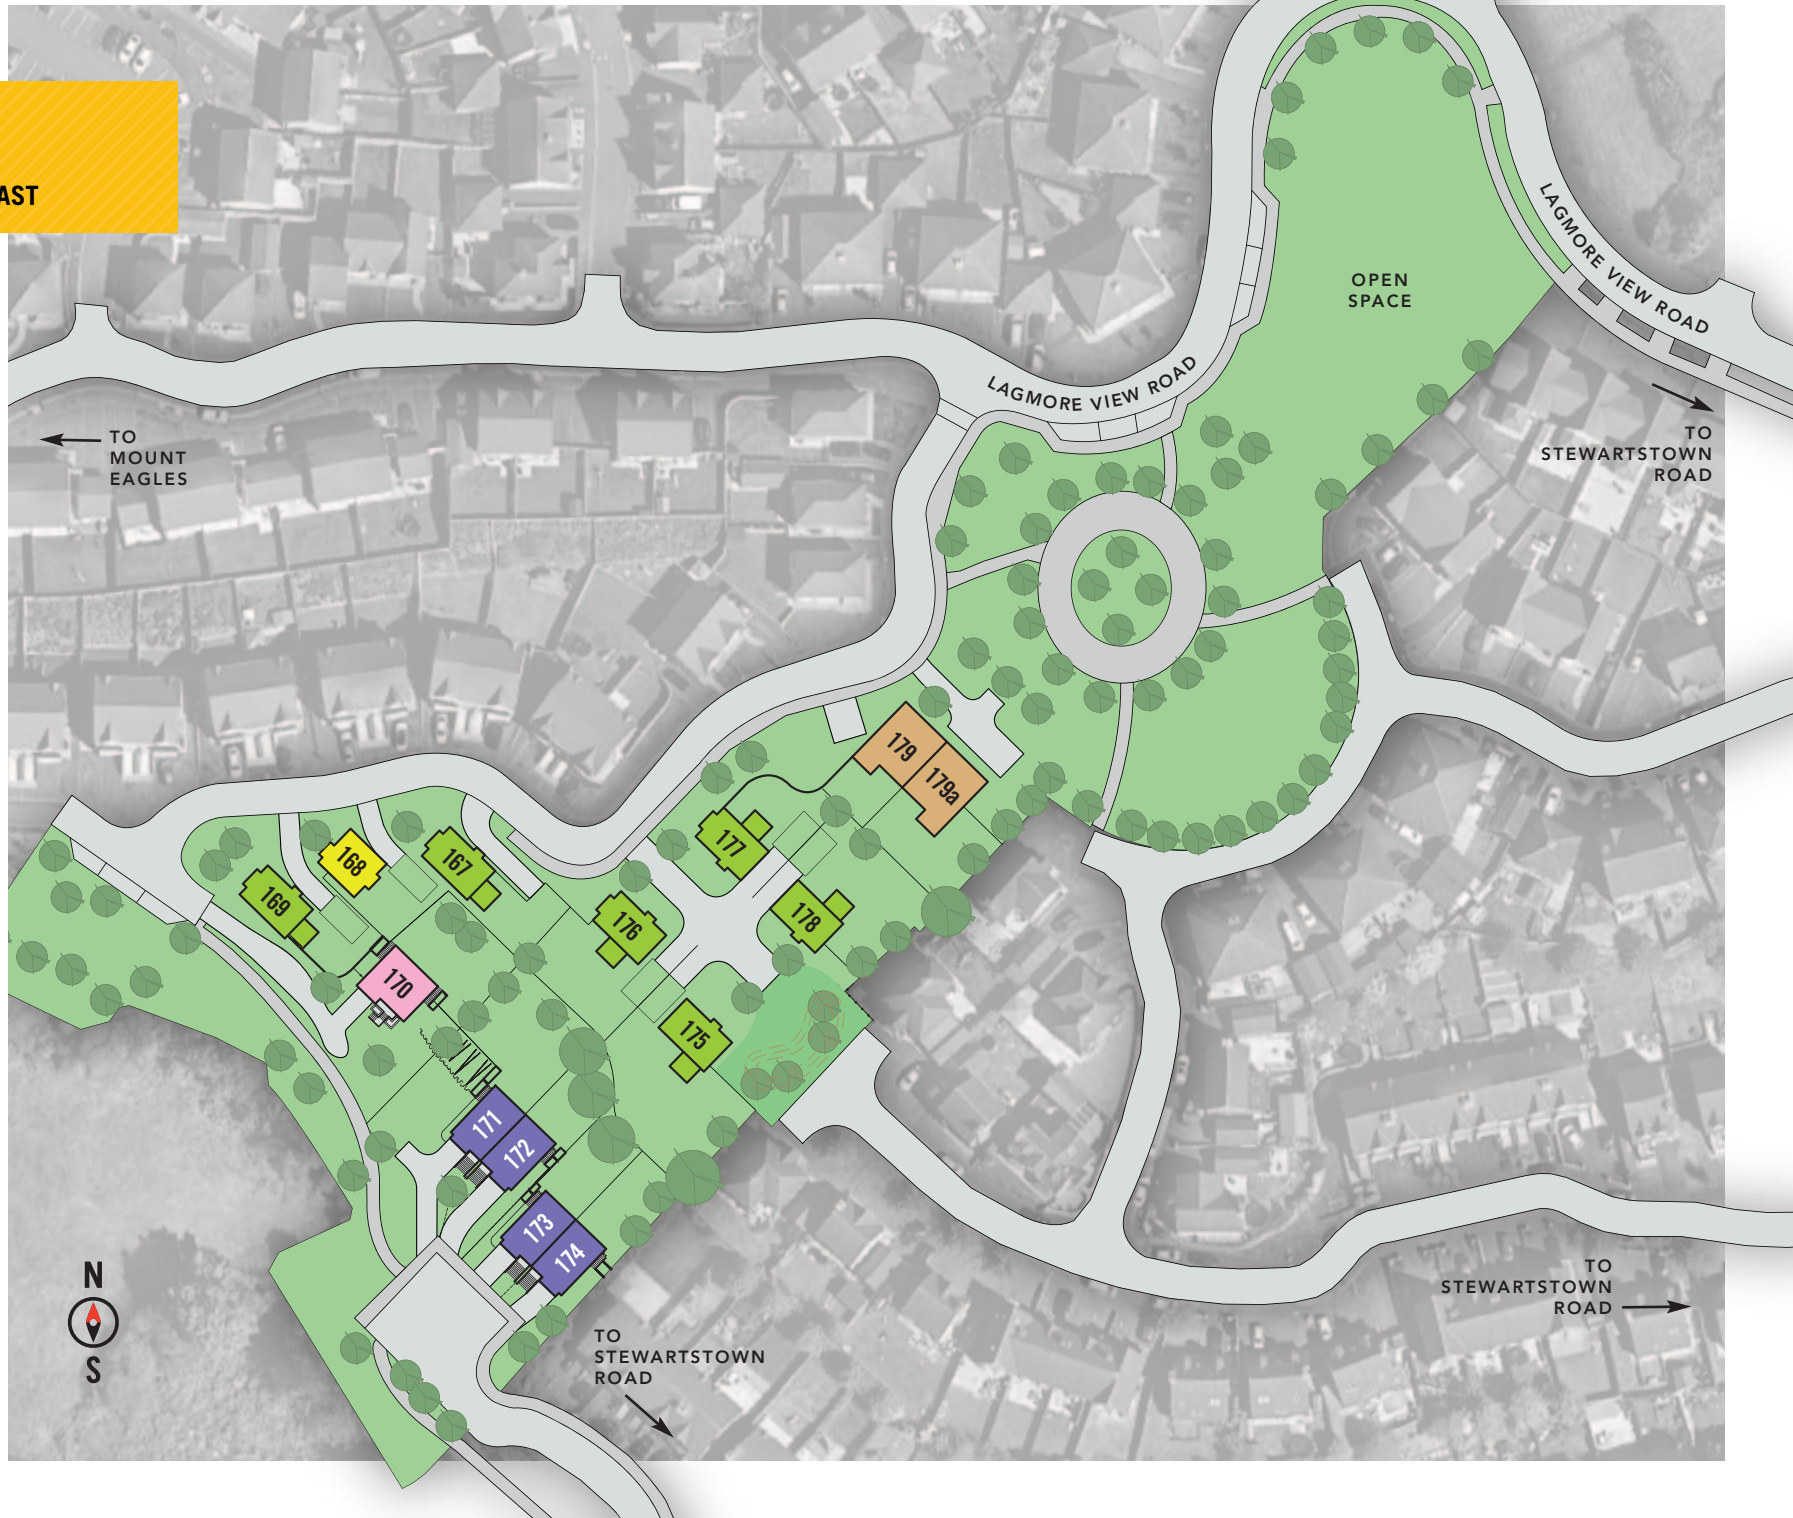 AST
OPEN
SPACE
LAGMORE VIEW ROAD
LAGMORE VIEW ROAD
TO
MOUNT
EAGLES
TO
STEWARTSTOWN
ROAD
179
179a
177
168
167
169
178
176
170
175
171
172
173
174
N
S
TO
STEWARTSTOWN
ROAD
TO
STEWARTSTOWN
ROAD